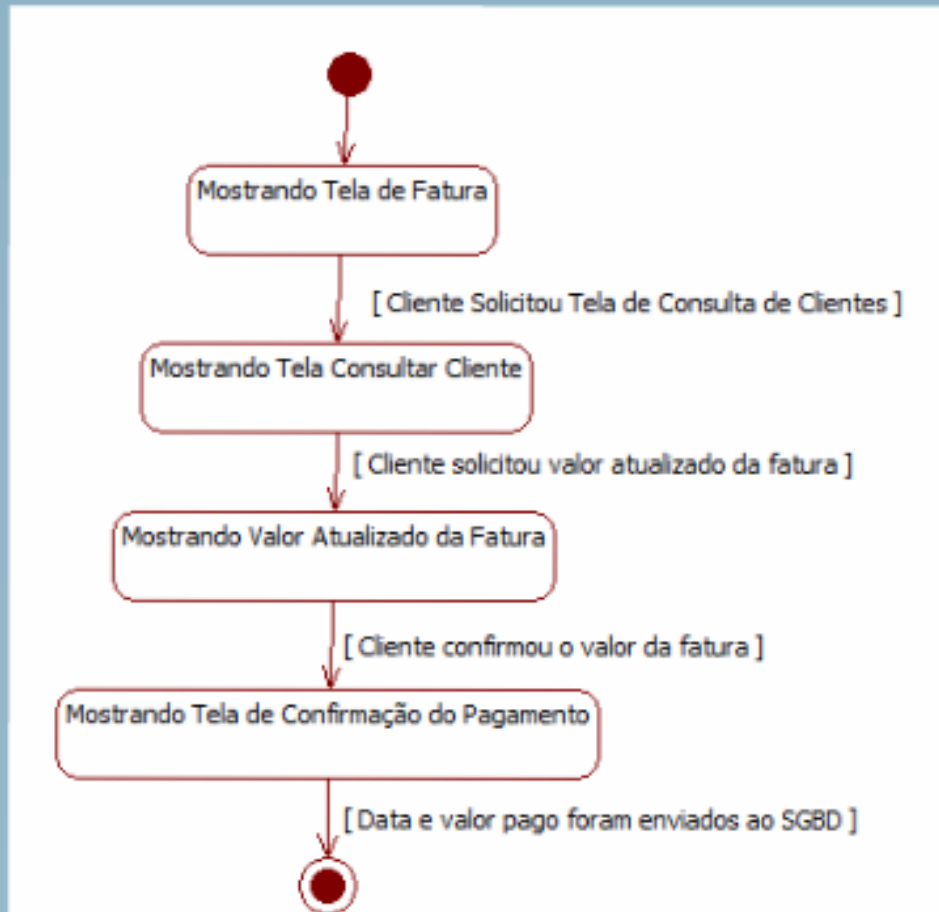 Mostrando Tela de Fatura
[ Cliente Solicitou Tela de Consulta de Clientes ]
Mostrando Tela Consultar Cliente
[ Cliente solicitou valor atualizado da fatura ]
Mostrando Valor Atualizado da Fatura
[ Cliente confirmou o valor da fatura ]
Mostrando Tela de Confirmação do Pagamento
[ Data e valor pago foram enviados ao SGBD ]